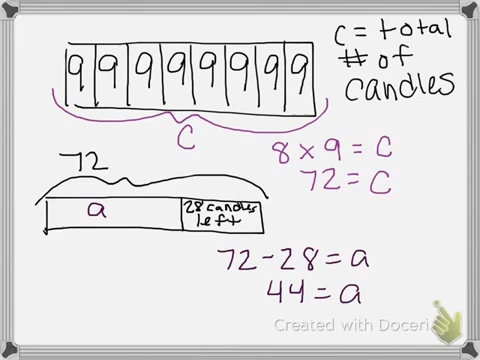 9 9 9 9 9 9 9 9
c = total
# of
candles
C
8 × 9 = C
72 = C
72
a
28 candles
left
72 - 28 = a
44 = a
Created with Doceri